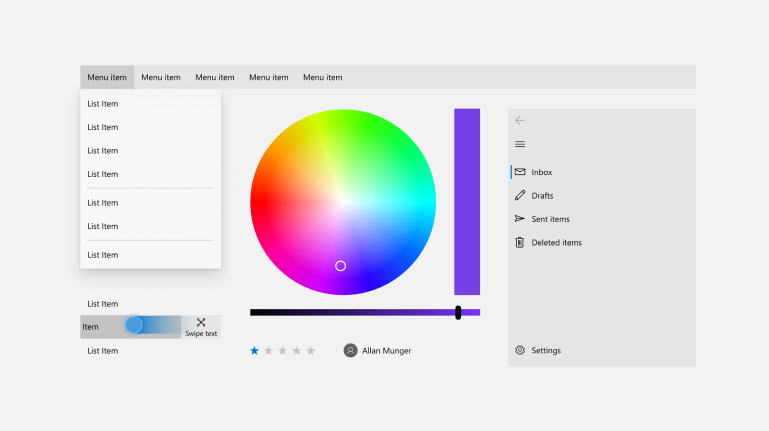 Menu item Menu item Menu item Menu item Menu item
List Item
List Item
List Item
List Item
List Item
List Item
List Item
List Item
Item
Swipe text
List Item
Allan Munger
Inbox
Drafts
Sent items
Deleted items
Settings